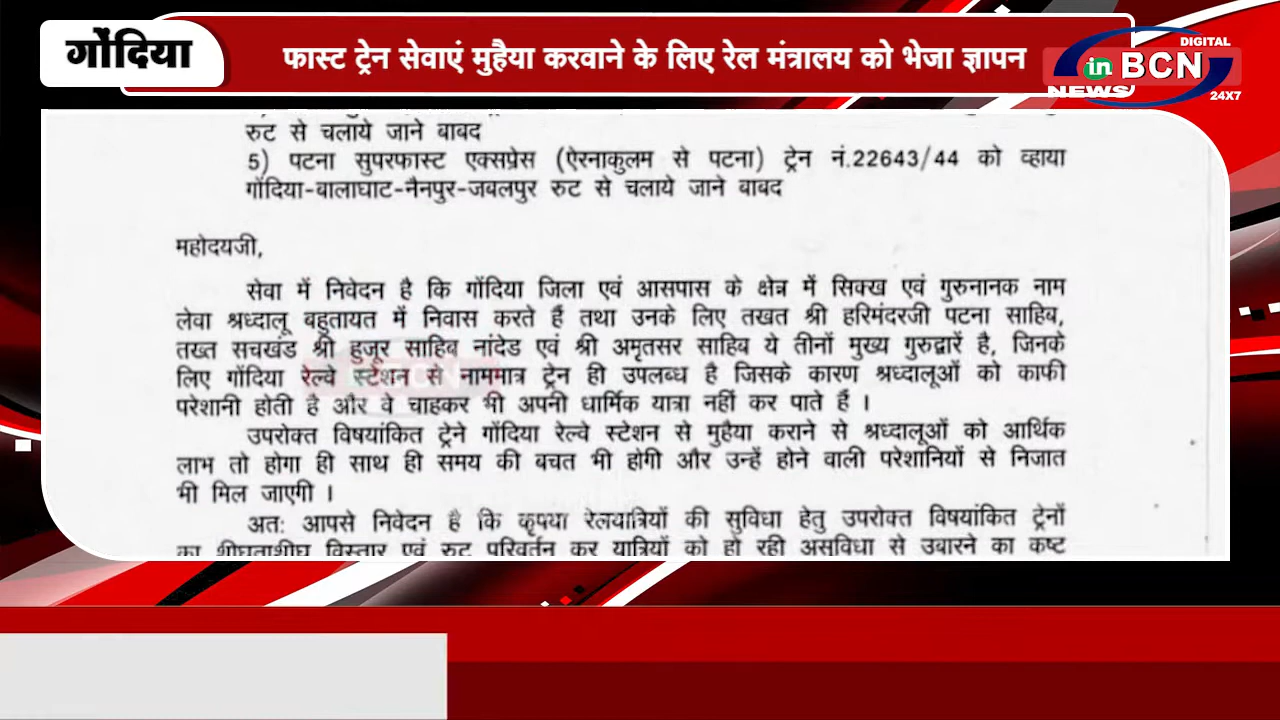 गोंदिया
फास्ट ट्रेन सेवाएं मुहैया करवाने के लिए रेल मंत्रालय को भेजा ज्ञापन
DIGITAL
in BCN
NEWS
24X7
रुट से चलाये जाने बाबद
5) पटना सुपरफास्ट एक्सप्रेस (ऐरनाकुलम से पटना) ट्रेन नं.22643/44 को व्हाया
गोंदिया-बालाघाट-नैनपुर-जबलपुर रुट से चलाये जाने बाबद
महोदयजी,
सेवा में निवेदन है कि गोंदिया जिला एवं आसपास के क्षेत्र में सिक्ख एवं गुरुनानक नाम
लेवा श्रध्दालू बहुतायत में निवास करते हैं तथा उनके लिए तखत श्री हरिमंदरजी पटना साहिब,
तख्त सचखंड श्री हुजूर साहिब नांदेड एवं श्री अमृतसर साहिब ये तीनों मुख्य गुरुद्वारें है, जिनके
लिए गोंदिया रेल्वे स्टेशन से नाममात्र ट्रेन ही उपलब्ध है जिसके कारण श्रध्दालूओं को काफी
परेशानी होती है और वे चाहकर भी अपनी धार्मिक यात्रा नहीं कर पाते हैं ।
उपरोक्त विषयांकित ट्रेने गोंदिया रेल्वे स्टेशन से मुहैया कराने से श्रध्दालूओं को आर्थिक
लाभ तो होगा ही साथ ही समय की बचत भी होगी और उन्हें होने वाली परेशानियों से निजात
भी मिल जाएगी ।
अतः आपसे निवेदन है कि कृपया रेलयात्रियों की सुविधा हेतु उपरोक्त विषयांकित ट्रेनों
का शीघ्रताशीघ्र विस्तार एवं रुट परिवर्तन कर यात्रियों को हो रही असुविधा से उबारने का कष्ट